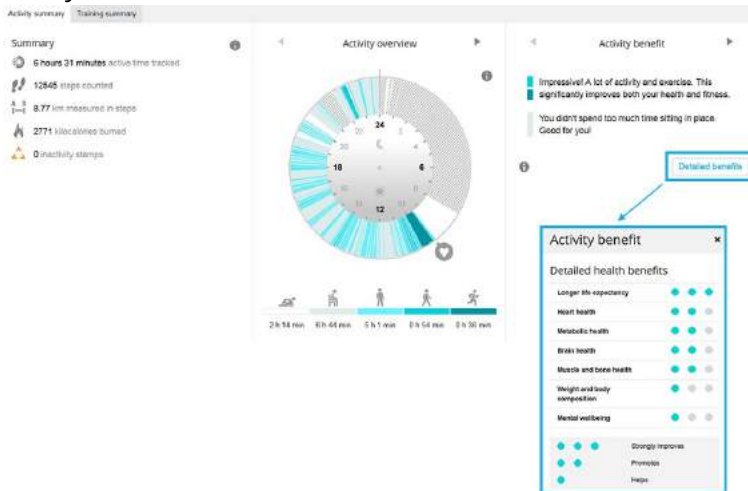 Activity summary Training summary
Summary
6 hours 31 minutes active time tracked
12845 steps counted
8.77 km measured in steps
2771 kilocalories burned
0 inactivity stamps
Activity overview
24
18
6
12
2 h 14 min 6 h 44 min 5 h 1 min 0 h 54 min 0 h 36 min
Activity benefit
Impressive! A lot of activity and exercise. This
significantly improves both your health and fitness.
You didn't spend too much time sitting in place.
Good for you!
Detailed benefits
Activity benefit
Detailed health benefits
Longer life expectancy
Heart health
Metabolic health
Brain health
Muscle and bone health
Weight and body
composition
Mental wellbeing
Strongly improves
Promotes
Helps